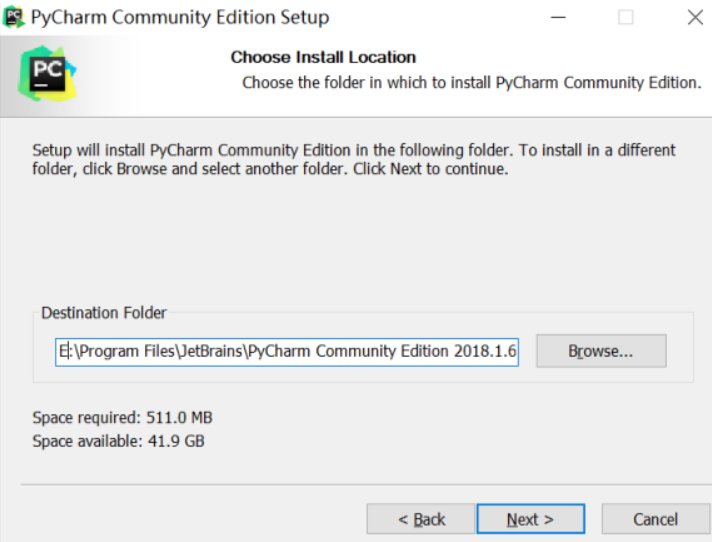 PyCharm Community Edition Setup
PC
Choose Install Location
Choose the folder in which to install PyCharm Community Edition.
Setup will install PyCharm Community Edition in the following folder. To install in a different
folder, click Browse and select another folder. Click Next to continue.
Destination Folder
E:\Program Files\JetBrains\PyCharm Community Edition 2018.1.6
Browse...
Space required: 511.0 MB
Space available: 41.9 GB
< Back
Next >
Cancel